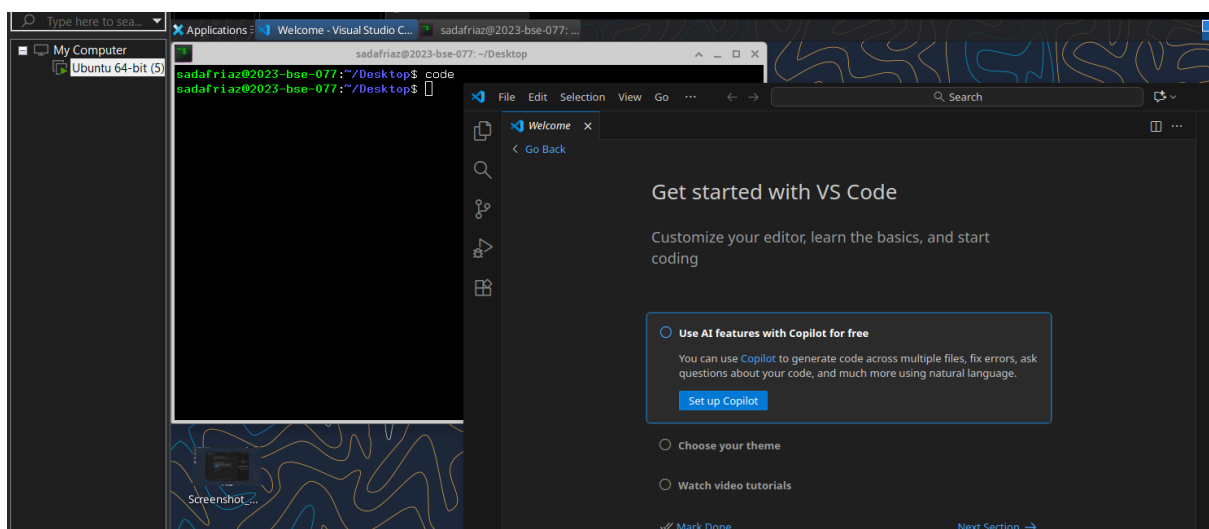 Type here to sea...
My Computer
Ubuntu 64-bit (5)
Applications
Welcome - Visual Studio C...
sadafriaz@2023-bse-077: ...
sadafriaz@2023-bse-077: ~/Desktop
sadafriaz@2023-bse-077:~/Desktop$ code
sadafriaz@2023-bse-077:~/Desktop$
File Edit Selection View Go ...
Search
Welcome
Go Back
Get started with VS Code
Customize your editor, learn the basics, and start
coding
Use AI features with Copilot for free
You can use Copilot to generate code across multiple files, fix errors, ask
questions about your code, and much more using natural language.
Set up Copilot
Choose your theme
Watch video tutorials
Mark Done
Next Section →
Screenshot_...